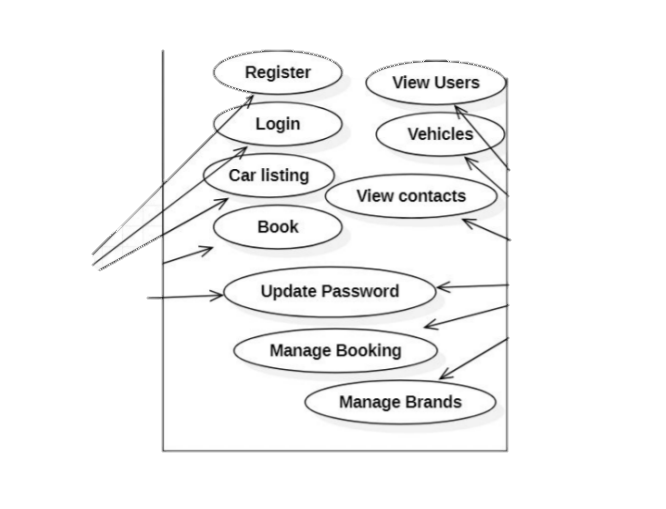 Register
View Users
Login
Vehicles
Car listing
View contacts
Book
Update Password
Manage Booking
Manage Brands